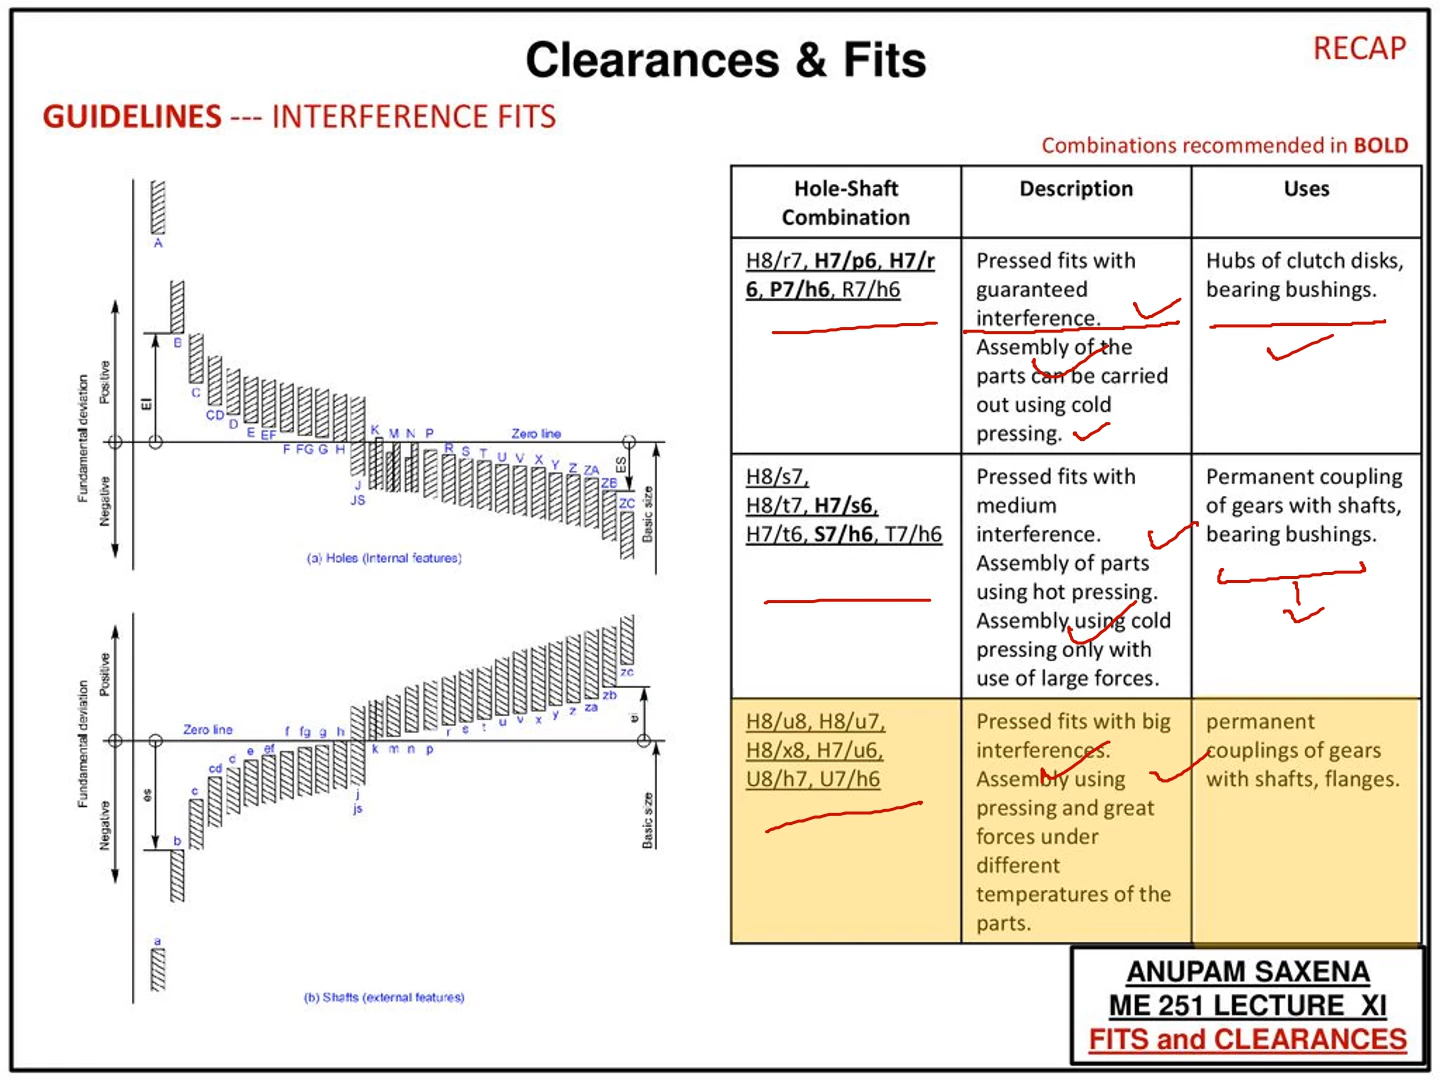 Clearances & Fits
RECAP
GUIDELINES --- INTERFERENCE FITS
Combinations recommended in BOLD
Hole-Shaft
Combination
Description
Uses
H8/r7, H7/p6, H7/r
6, P7/h6, R7/h6
Pressed fits with
guaranteed
interference.
Assembly of the
parts can be carried
out using cold
pressing.
Hubs of clutch disks,
bearing bushings.
H8/s7,
H8/t7, H7/s6,
H7/t6, S7/h6, T7/h6
Pressed fits with
medium
interference.
Assembly of parts
using hot pressing.
Assembly using cold
pressing only with
use of large forces.
Permanent coupling
of gears with shafts,
bearing bushings.
H8/u8, H8/u7,
H8/x8, H7/u6,
U8/h7, U7/h6
Pressed fits with big
interferences.
Assembly using
pressing and great
forces under
different
temperatures of the
parts.
permanent
couplings of gears
with shafts, flanges.
Fundamental deviation
Positive
Negative
EI
A
B
C
CD
D
E EF
F FG G H
J
JS
K M N P
R S T U V X Y Z ZA
ZB
ZC
Zero line
ES
Basic size
(a) Holes (Internal features)
Fundamental deviation
Positive
Negative
es
Zero line
a
b
c
cd
d
e ef
f fg g h
j
js
k m n p
r s t u v x y z za
zb
zc
ei
Basic size
(b) Shafts (external features)
ANUPAM SAXENA
ME 251 LECTURE XI
FITS and CLEARANCES